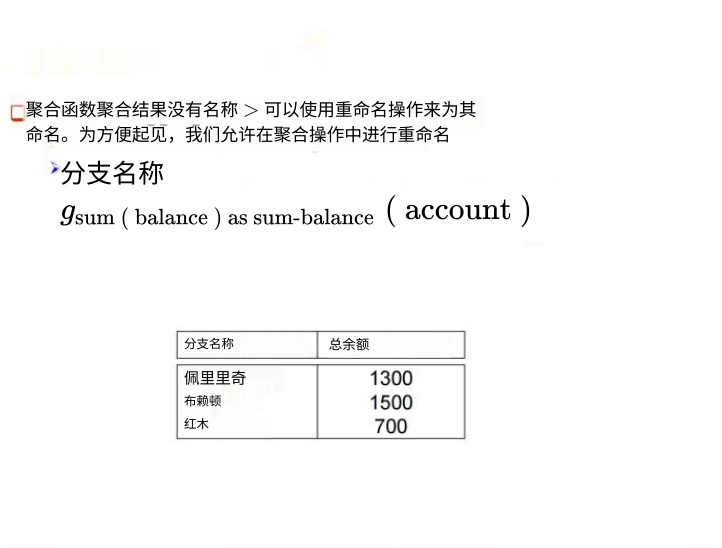 聚合函数聚合结果没有名称 > 可以使用重命名操作来为其
命名。为方便起见，我们允许在聚合操作中进行重命名
分支名称
g sum ( balance ) as sum-balance ( account )
分支名称 总余额
佩里里奇 1300
布赖顿 1500
红木 700